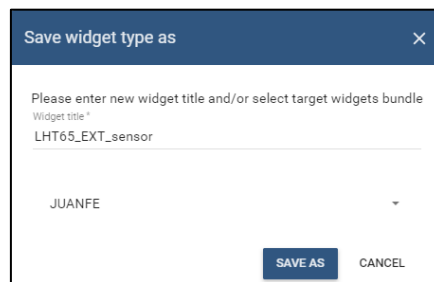 Save widget type as
Please enter new widget title and/or select target widgets bundle
Widget title *
LHT65_EXT_sensor
JUANFE
SAVE AS CANCEL